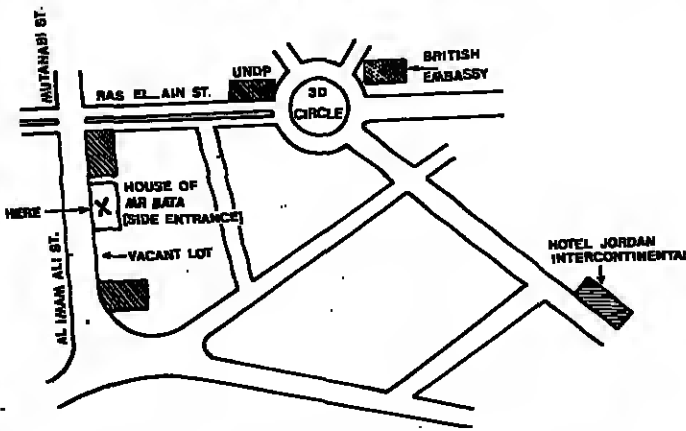 MUTANABI ST.
UNDP
BRITISH
EMBASSY
RAS EL AIN ST.
3D
CIRCLE
HOUSE OF
MR BATA
(SIDE ENTRANCE)
HERE
X
VACANT LOT
AL IMAM ALI ST.
HOTEL JORDAN
INTERCONTINENTAL